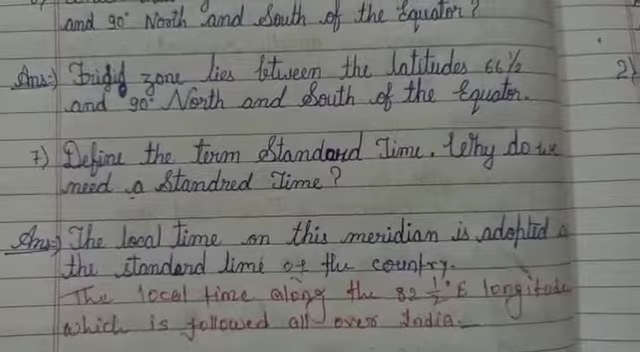 and 90° North and South of the Equator?
Ans:) Frigid zone lies between the latitudes 66½
and 90° North and South of the Equator.
2)
7) Define the term Standard Time. Why do we
need a Standred Time?
Ans:) The local time on this meridian is adopted a
the standard time of the country.
The local time along the 82 ½° E longitude
which is followed all over India.